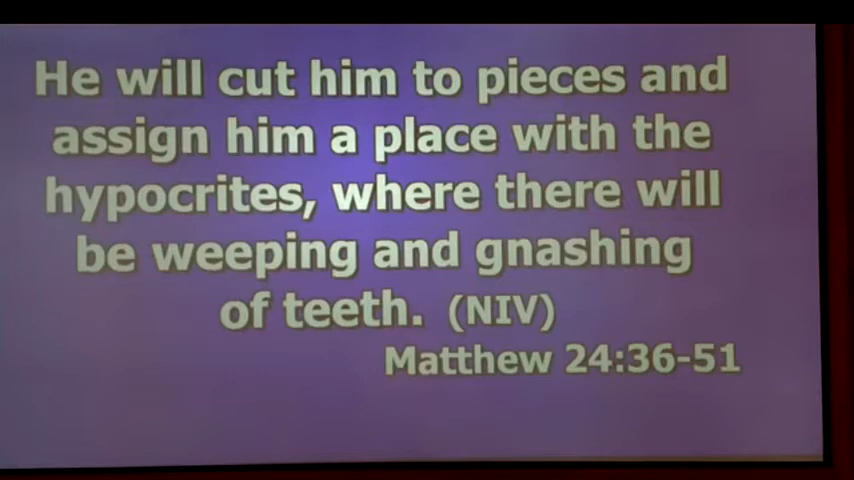 He will cut him to pieces and
assign him a place with the
hypocrites, where there will
be weeping and gnashing
of teeth. (NIV)
Matthew 24:36-51